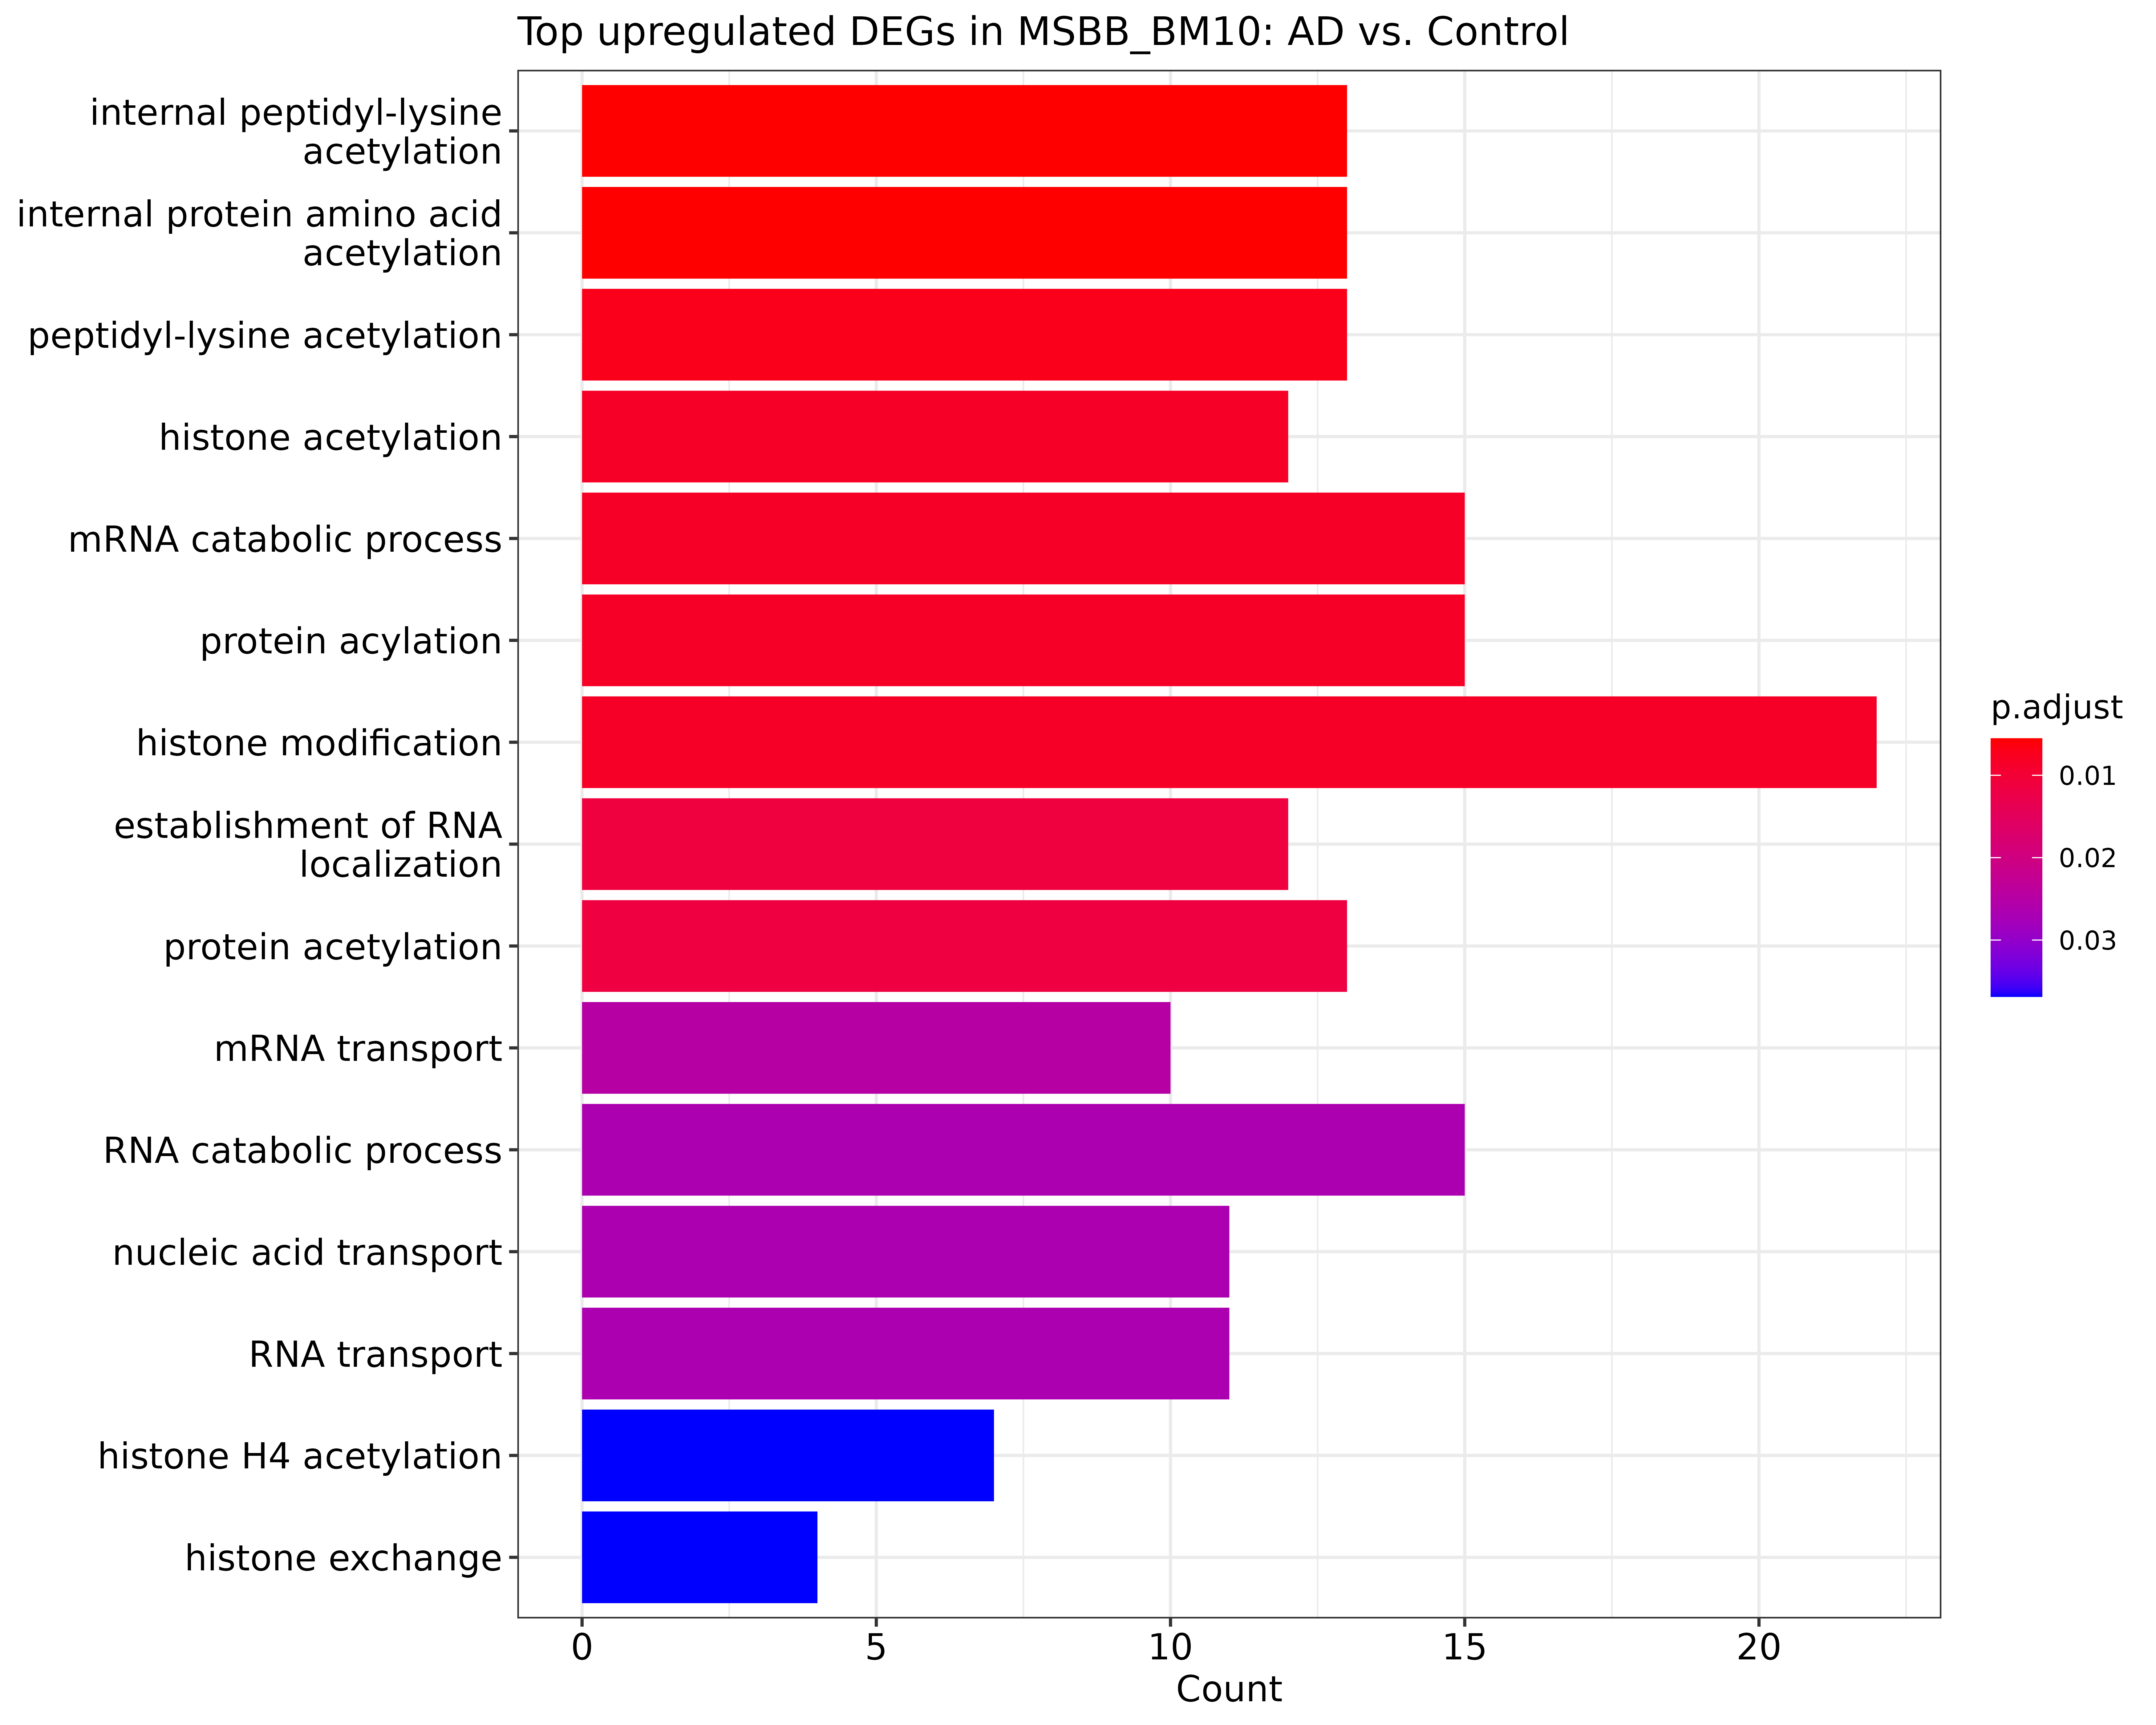 Top upregulated DEGs in MSBB_BM10: AD vs. Control
internal peptidyl-lysine
acetylation
internal protein amino acid
acetylation
peptidyl-lysine acetylation
histone acetylation
mRNA catabolic process
protein acylation
histone modification
establishment of RNA
localization
protein acetylation
mRNA transport
RNA catabolic process
nucleic acid transport
RNA transport
histone H4 acetylation
histone exchange
0 5 10 15 20
Count
p.adjust
0.01
0.02
0.03